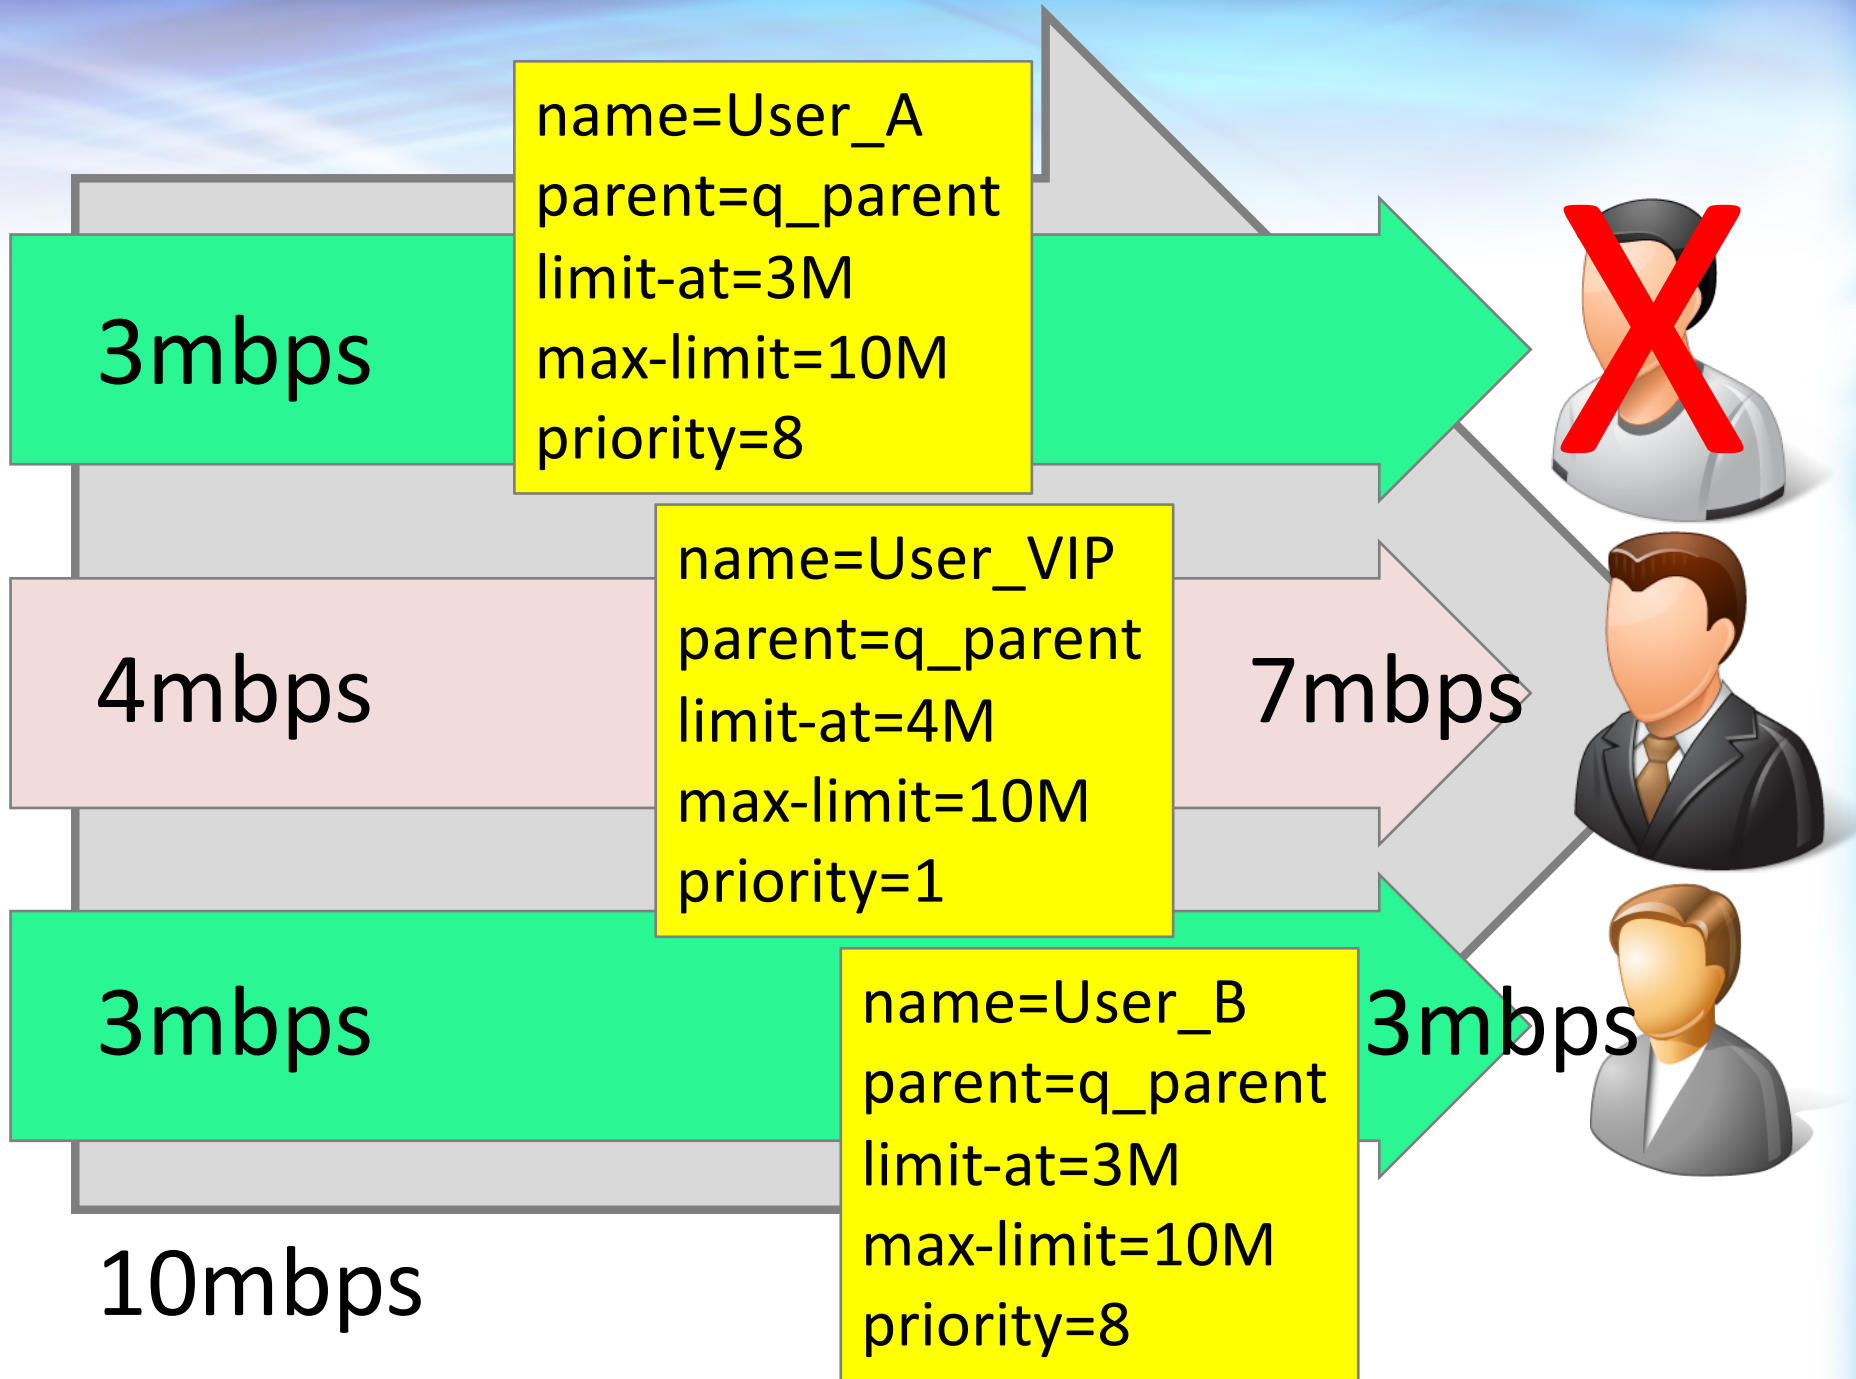 name=User_A
parent=q_parent
limit-at=3M
max-limit=10M
priority=8
3mbps
X
name=User_VIP
parent=q_parent
limit-at=4M
max-limit=10M
priority=1
4mbps
7mbps
name=User_B
parent=q_parent
limit-at=3M
max-limit=10M
priority=8
3mbps
3mbps
10mbps